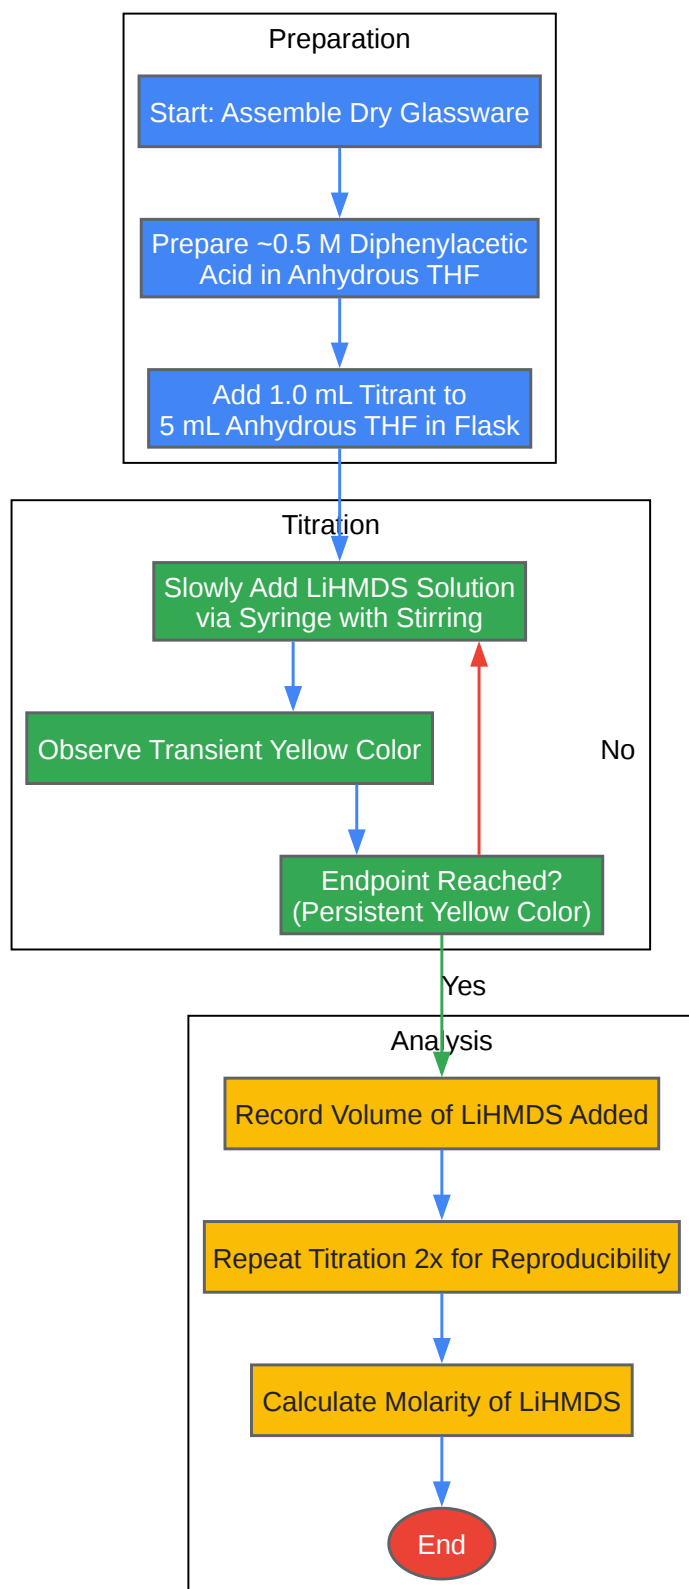 Preparation
Start: Assemble Dry Glassware
Prepare ~0.5 M Diphenylacetic
Acid in Anhydrous THF
Add 1.0 mL Titrant to
5 mL Anhydrous THF in Flask
Titration
Slowly Add LiHMDS Solution
via Syringe with Stirring
Observe Transient Yellow Color
No
Endpoint Reached?
(Persistent Yellow Color)
Yes
Analysis
Record Volume of LiHMDS Added
Repeat Titration 2x for Reproducibility
Calculate Molarity of LiHMDS
End